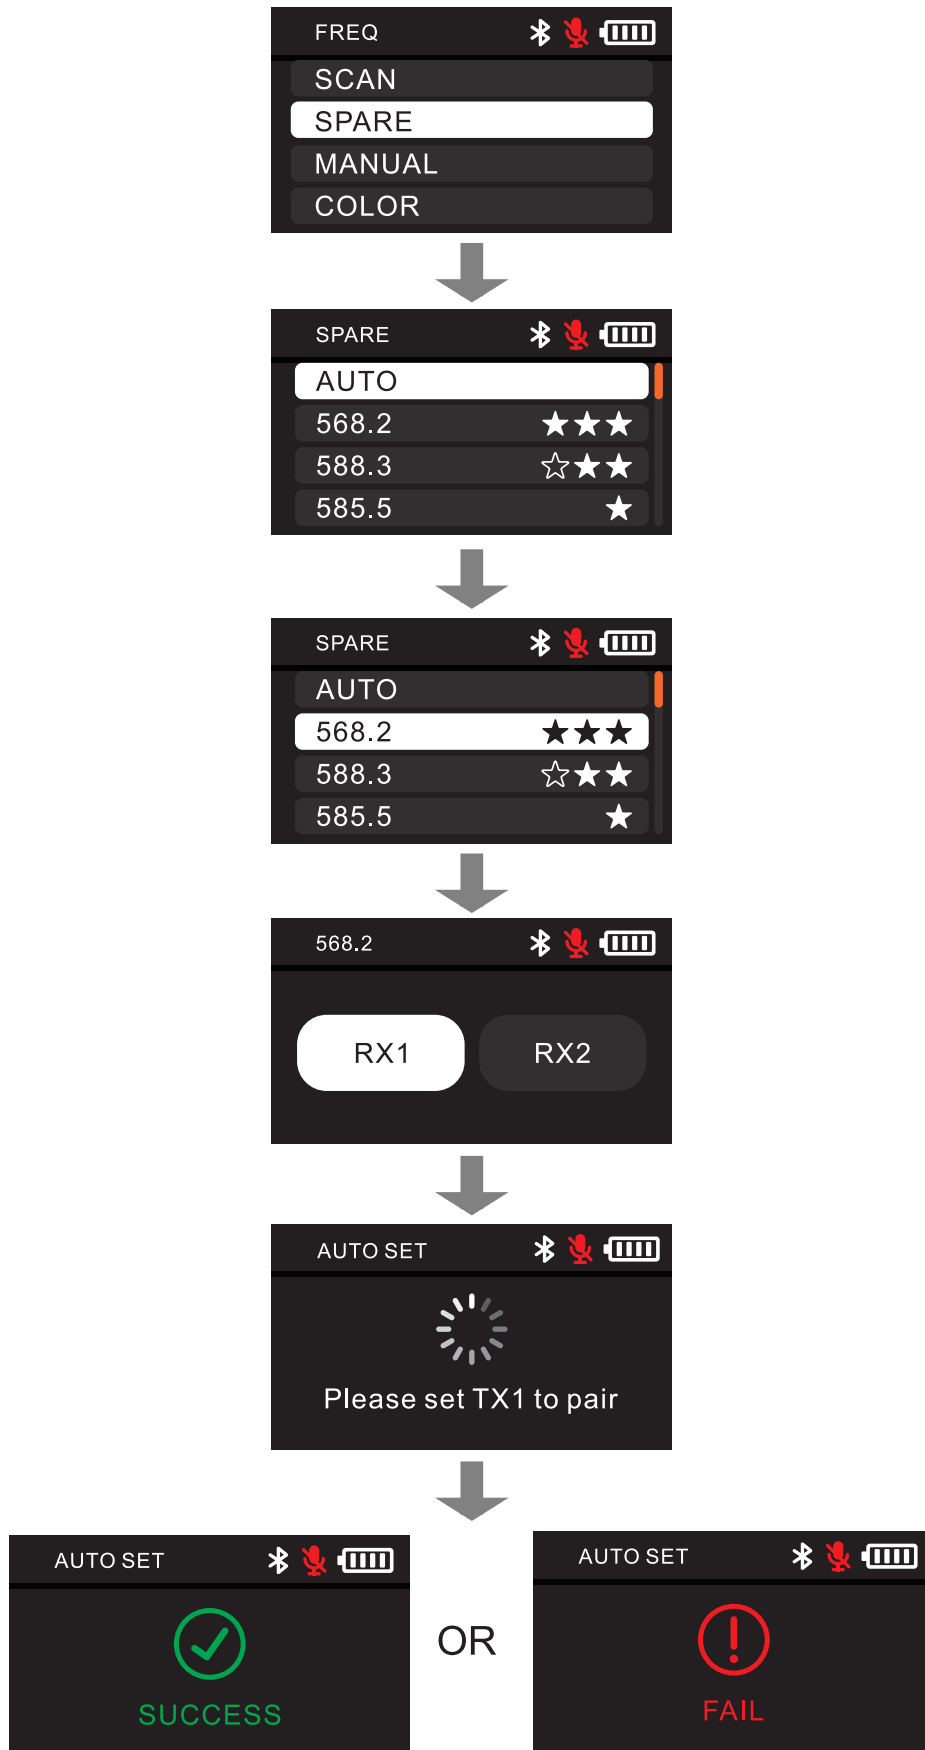 FREQ
SCAN
SPARE
MANUAL
COLOR
SPARE
AUTO
568.2 ★★★
588.3 ☆★★
585.5 ★
SPARE
AUTO
568.2 ★★★
588.3 ☆★★
585.5 ★
568.2
RX1 RX2
AUTO SET
Please set TX1 to pair
AUTO SET
SUCCESS
OR
AUTO SET
FAIL